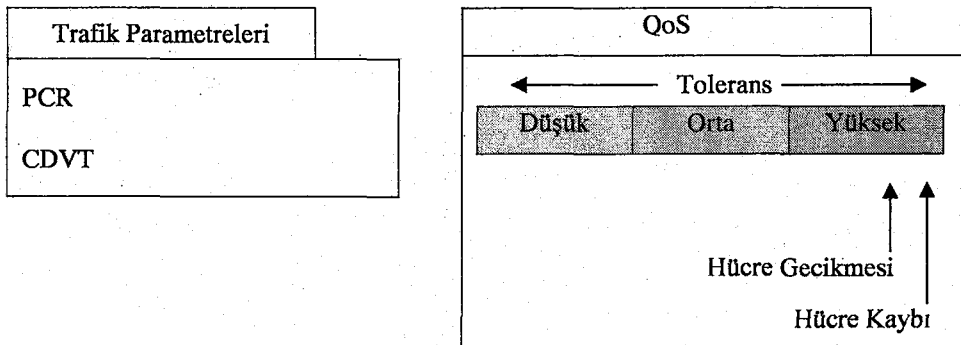 Trafik Parametreleri
PCR
CDVT
QoS
Tolerans
Düşük Orta Yüksek
Hücre Gecikmesi
Hücre Kaybı